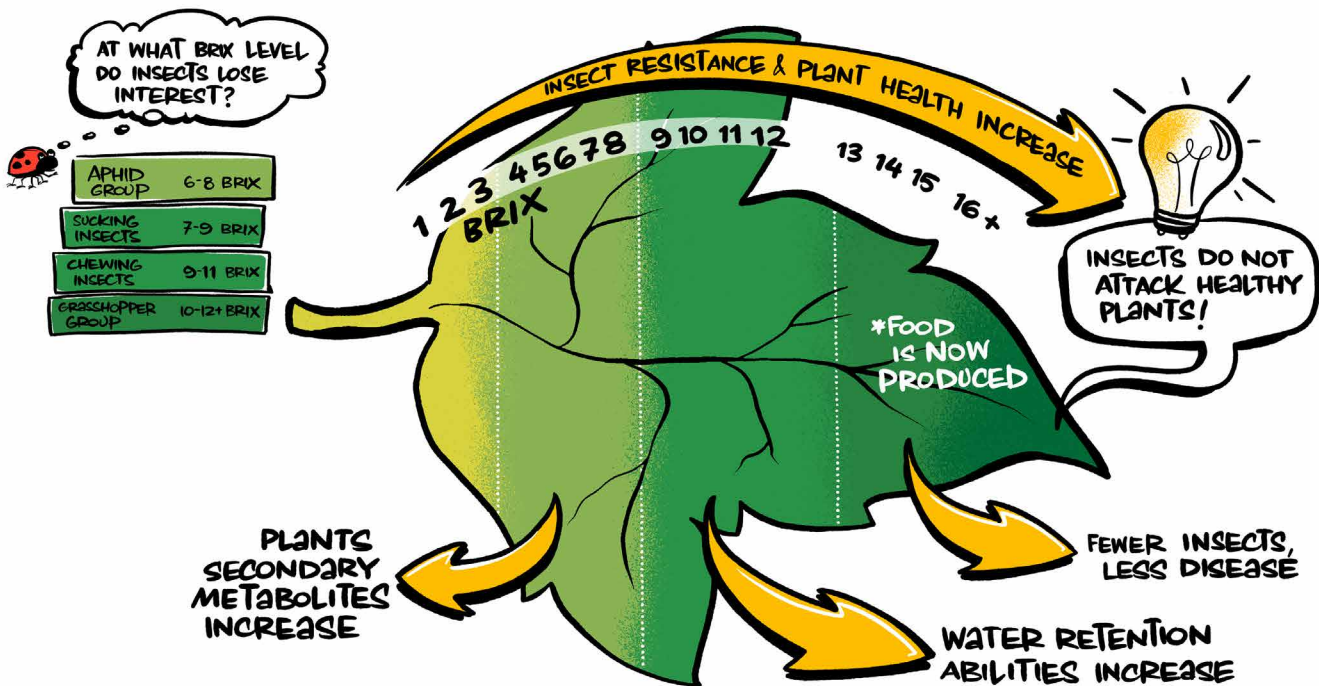 AT WHAT BRIX LEVEL
DO INSECTS LOSE
INTEREST?
APHID
GROUP 6-8 BRIX
SUCKING
INSECTS 7-9 BRIX
CHEWING
INSECTS 9-11 BRIX
GRASSHOPPER
GROUP 10-12+ BRIX
INSECT RESISTANCE & PLANT HEALTH INCREASE
1 2 3 4 5 6 7 8 9 10 11 12 13 14 15 16+
BRIX
INSECTS DO NOT
ATTACK HEALTHY
PLANTS!
*FOOD
IS NOW
PRODUCED
PLANTS
SECONDARY
METABOLITES
INCREASE
WATER RETENTION
ABILITIES INCREASE
FEWER INSECTS,
LESS DISEASE